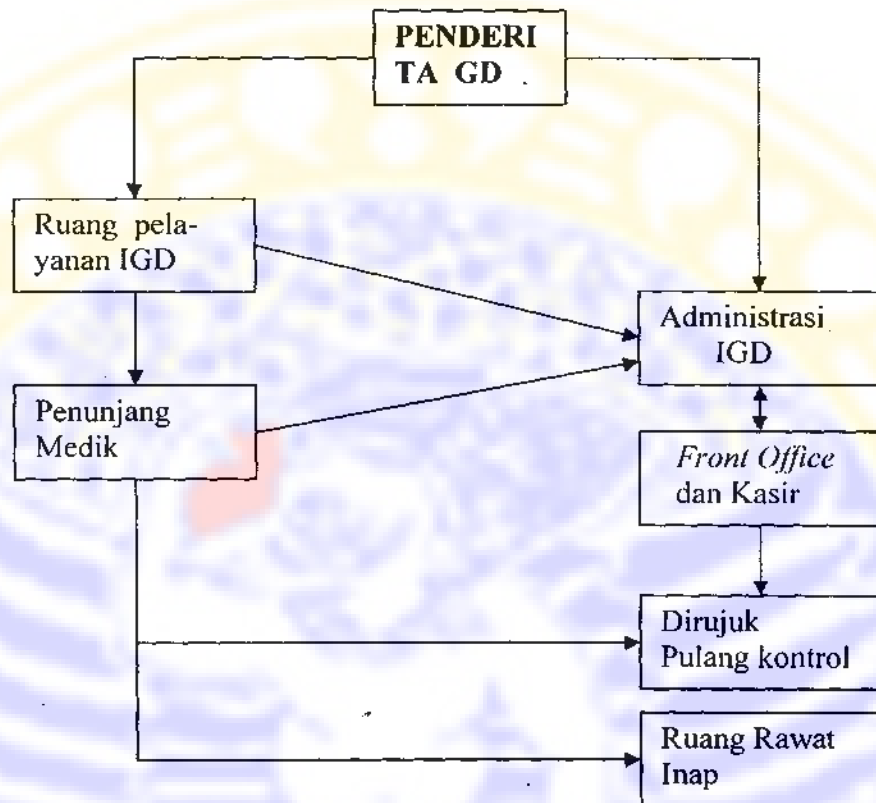 PENDERI
TA GD
Ruang pela-
yanan IGD
Administrasi
IGD
Penunjang
Medik
Front Office
dan Kasir
Dirujuk
Pulang kontrol
Ruang Rawat
Inap